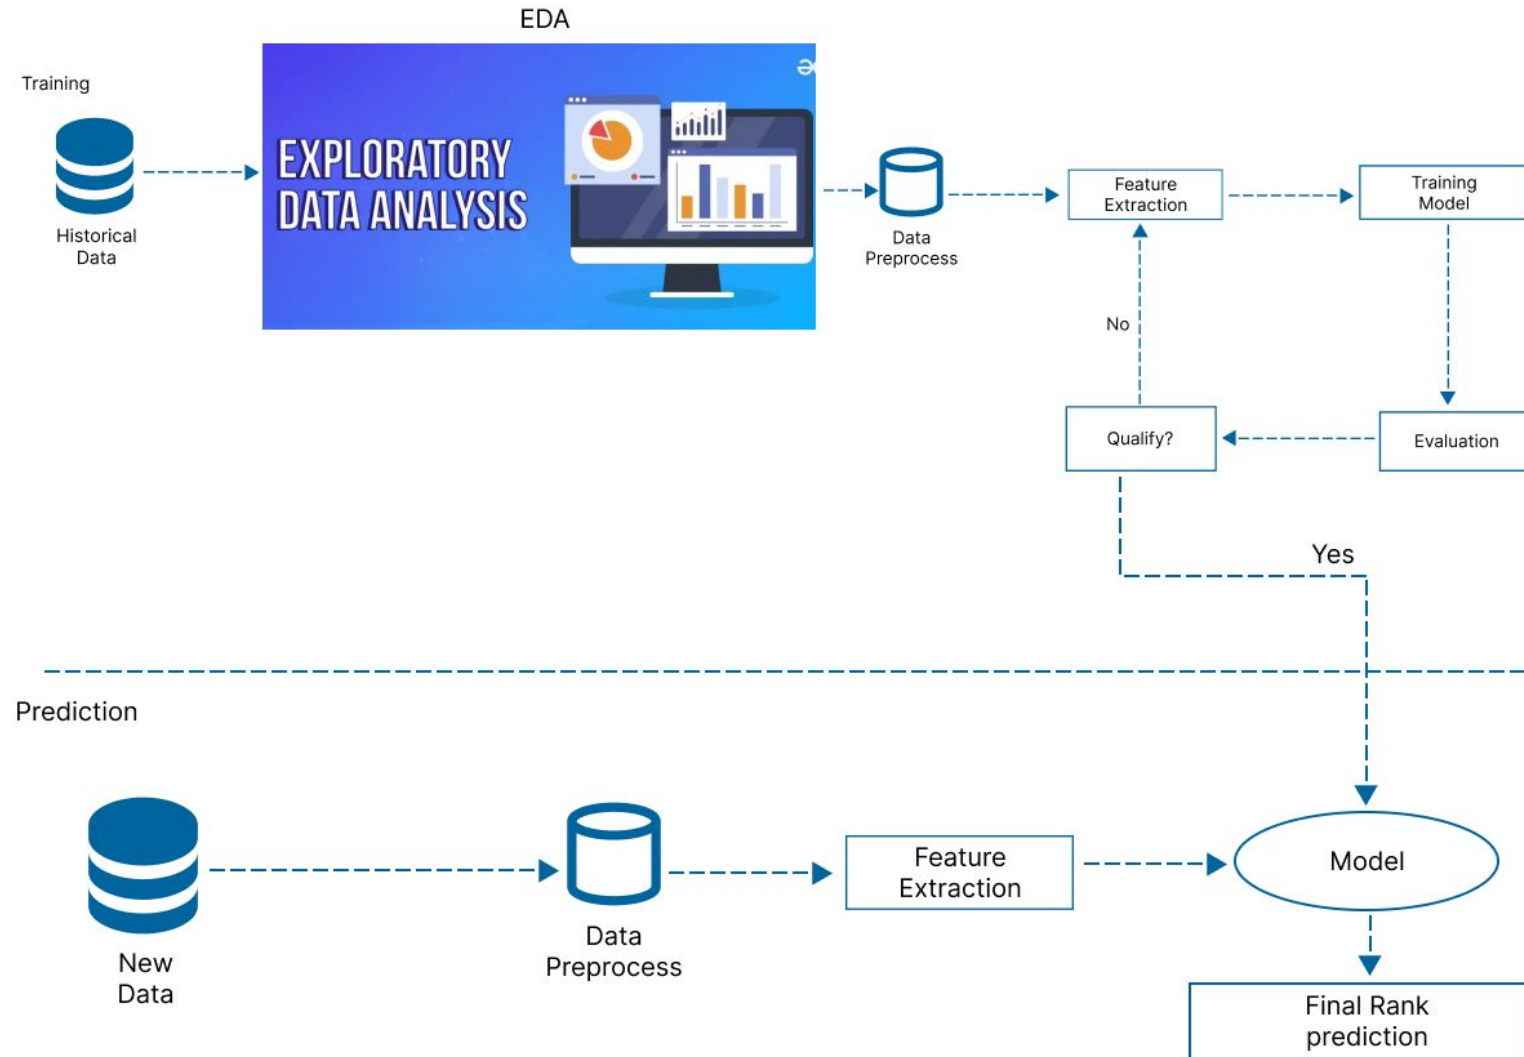 EDA
Training
EXPLORATORY
DATA ANALYSIS
Historical
Data
Data
Preprocess
Feature
Extraction
Training
Model
No
Qualify?
Evaluation
Yes
Prediction
New
Data
Data
Preprocess
Feature
Extraction
Model
Final Rank
prediction